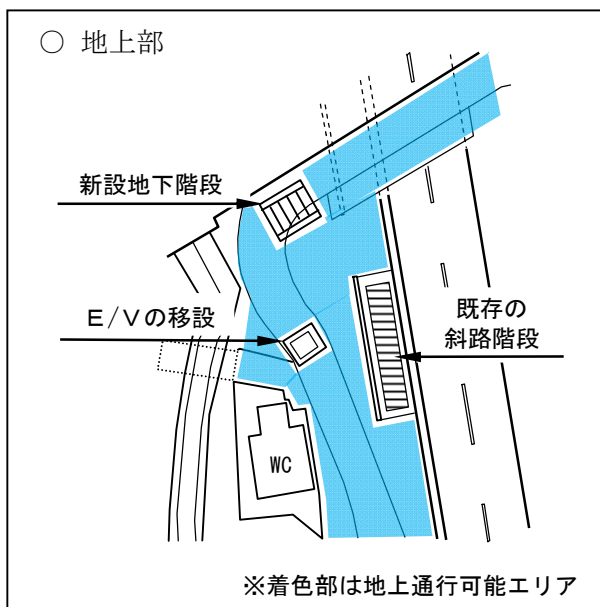 ○ 地上部
新設地下階段
E/Vの移設
既存の
斜路階段
WC
※着色部は地上通行可能エリア